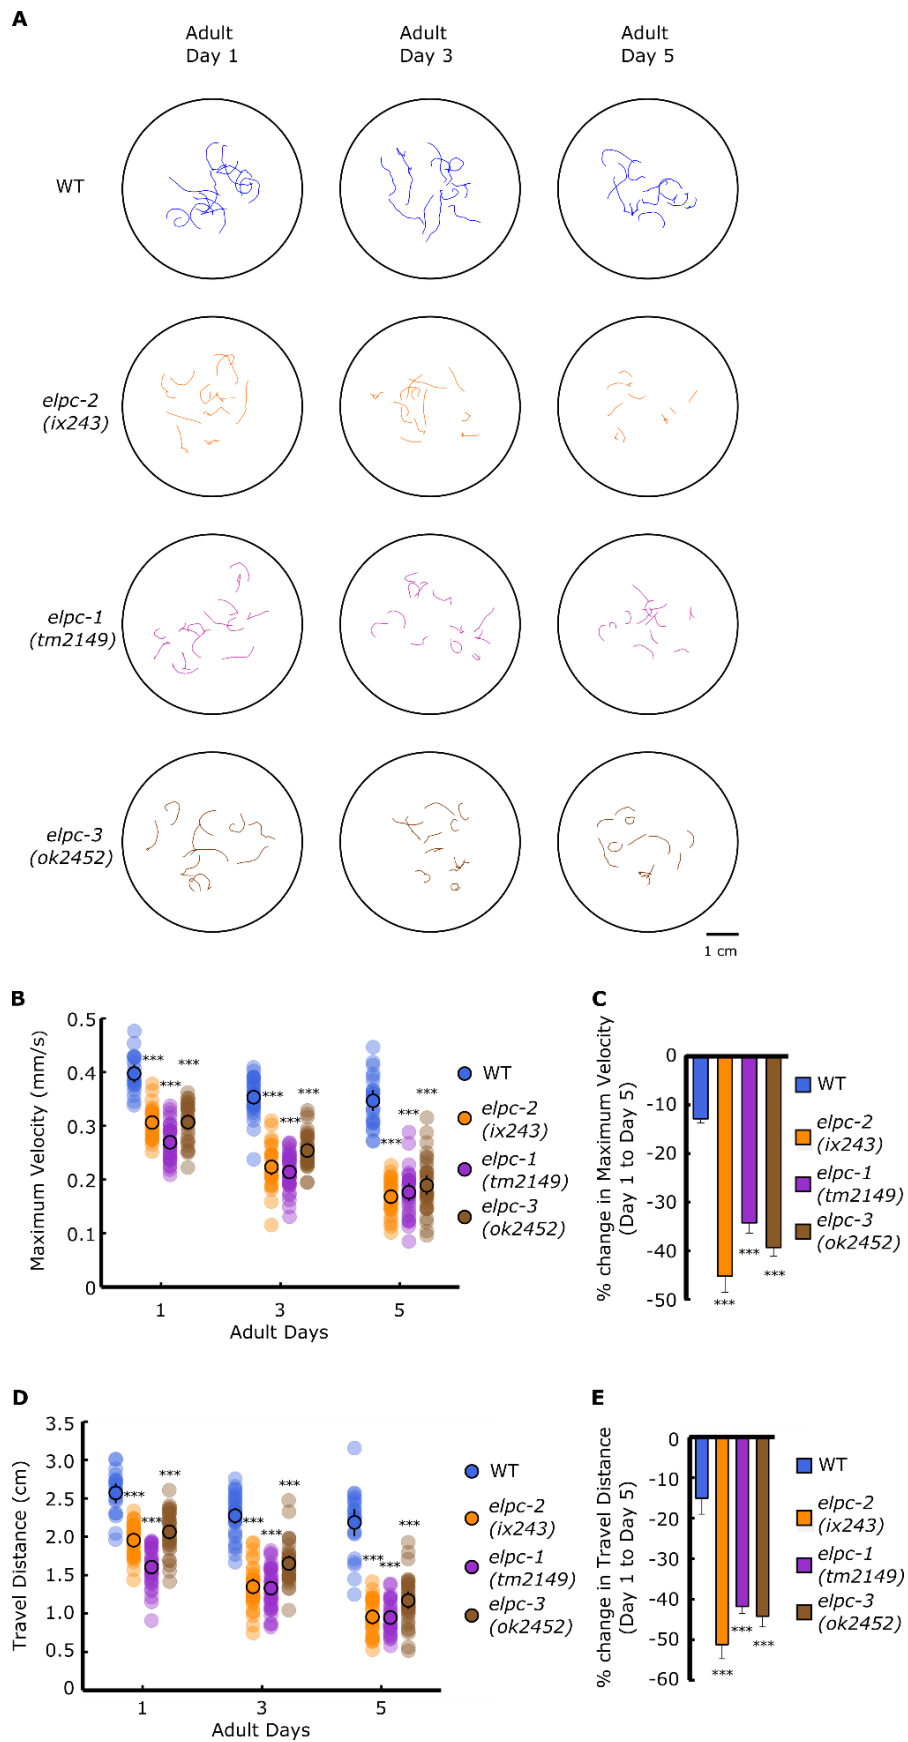 A
Adult
Day 1
Adult
Day 3
Adult
Day 5
WT
elpc-2
(ix243)
elpc-1
(tm2149)
elpc-3
(ok2452)
1 cm
B
Maximum Velocity (mm/s)
0.5
0.4
0.3
0.2
0.1
0
***
***
***
***
***
***
***
***
***
1
3
5
Adult Days
WT
elpc-2
(ix243)
elpc-1
(tm2149)
elpc-3
(ok2452)
C
% change in Maximum Velocity
(Day 1 to Day 5)
0
-10
-20
-30
-40
-50
***
***
***
WT
elpc-2
(ix243)
elpc-1
(tm2149)
elpc-3
(ok2452)
D
Travel Distance (cm)
3.5
3.0
2.5
2.0
1.5
1.0
0.5
0
***
***
***
***
***
***
***
***
***
1
3
5
Adult Days
WT
elpc-2
(ix243)
elpc-1
(tm2149)
elpc-3
(ok2452)
E
% change in Travel Distance
(Day 1 to Day 5)
0
-10
-20
-30
-40
-50
-60
***
***
***
WT
elpc-2
(ix243)
elpc-1
(tm2149)
elpc-3
(ok2452)